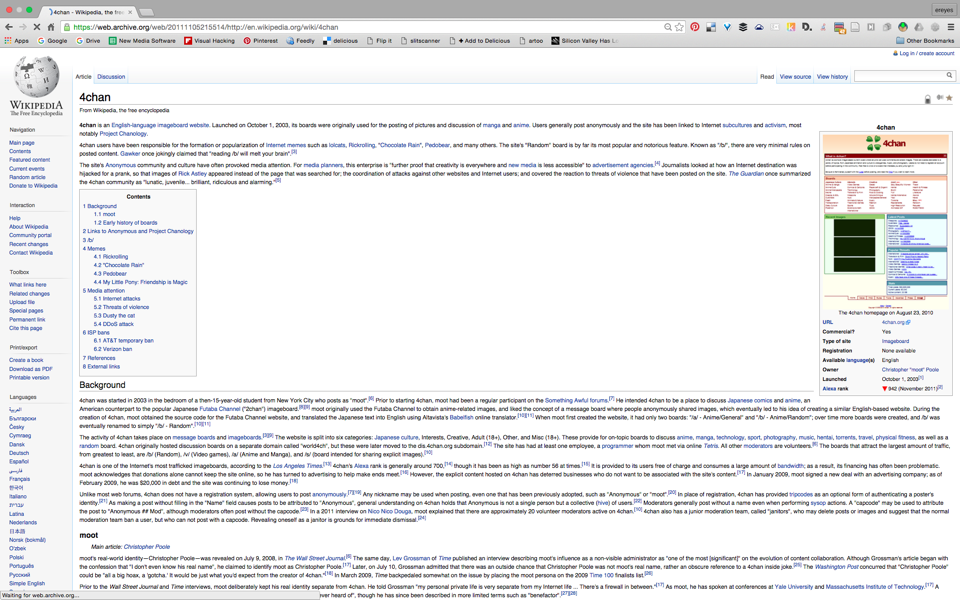 4chan - Wikipedia, the free
ereyes
https://web.archive.org/web/20111105215514/http://en.wikipedia.org/wiki/4chan
Apps Google Drive New Media Software Visual Hacking Pinterest Feedly delicious Flip it slitscanner + Add to Delicious artoo Silicon Valley Has L Other Bookmarks
Log in / create account
Article Discussion Read View source View history
WIKIPEDIA
The Free Encyclopedia
Navigation
Main page
Contents
Featured content
Current events
Random article
Donate to Wikipedia
Interaction
Help
About Wikipedia
Community portal
Recent changes
Contact Wikipedia
Toolbox
What links here
Related changes
Upload file
Special pages
Permanent link
Cite this page
Print/export
Create a book
Download as PDF
Printable version
Languages
العربية
Български
Česky
Cymraeg
Dansk
Deutsch
Español
فارسی
Français
한국어
Italiano
עברית
Latina
Nederlands
日本語
Norsk (bokmål)
O'zbek
Polski
Português
Русский
Simple English
4chan
From Wikipedia, the free encyclopedia
4chan is an English-language imageboard website. Launched on October 1, 2003, its boards were originally used for the posting of pictures and discussion of manga and anime. Users generally post anonymously and the site has been linked to Internet subcultures and activism, most
notably Project Chanology.
4chan users have been responsible for the formation or popularization of Internet memes such as lolcats, Rickrolling, "Chocolate Rain", Pedobear, and many others. The site's "Random" board is by far its most popular and notorious feature. Known as "/b/", there are very minimal rules on
posted content. Gawker once jokingly claimed that "reading /b/ will melt your brain".[3]
The site's Anonymous community and culture have often provoked media attention. For media planners, this enterprise is "further proof that creativity is everywhere and new media is less accessible" to advertisement agencies.[4] Journalists looked at how an Internet destination was
hijacked for a prank, so that images of Rick Astley appeared instead of the page that was searched for; the coordination of attacks against other websites and Internet users; and covered the reaction to threats of violence that have been posted on the site. The Guardian once summarized
the 4chan community as "lunatic, juvenile... brilliant, ridiculous and alarming."[5]
Contents
1 Background
1.1 moot
1.2 Early history of boards
2 Links to Anonymous and Project Chanology
3 /b/
4 Memes
4.1 Rickrolling
4.2 "Chocolate Rain"
4.3 Pedobear
4.4 My Little Pony: Friendship is Magic
5 Media attention
5.1 Internet attacks
5.2 Threats of violence
5.3 Dusty the cat
5.4 DDoS attack
6 ISP bans
6.1 AT&T temporary ban
6.2 Verizon ban
7 References
8 External links
4chan
4chan
The 4chan homepage on August 23, 2010
URL 4chan.org
Commercial? Yes
Type of site Imageboard
Registration None available
Available language(s) English
Owner Christopher "moot" Poole
Launched October 1, 2003[1]
Alexa rank 942 (November 2011)[2]
Background
4chan was started in 2003 in the bedroom of a then-15-year-old student from New York City who posts as "moot".[6] Prior to starting 4chan, moot had been a regular participant on the Something Awful forums.[7] He intended 4chan to be a place to discuss Japanese comics and anime, an
American counterpart to the popular Japanese Futaba Channel ("2chan") imageboard.[6][8] moot originally used the Futaba Channel to obtain anime-related images, and liked the concept of a message board where people anonymously shared images, which eventually led to his idea of creating a similar English-based website. During the
creation of 4chan, moot obtained the source code for the Futaba Channel website, and translated the Japanese text into English using Altavista's Babelfish online translator.[10][11] When moot first created the website, it had only two boards: "/a/ - Anime/General" and "/b/ - Anime/Random", over time more boards were created, and /b/ was
eventually renamed to simply "/b/ - Random".[10][11]
The activity of 4chan takes place on message boards and imageboards.[3][9] The website is split into six categories: Japanese culture, Interests, Creative, Adult (18+), Other, and Misc (18+). These provide for on-topic boards to discuss anime, manga, technology, sport, photography, music, hentai, torrents, travel, physical fitness, as well as a
random board. 4chan originally hosted discussion boards on a separate domain called "world4ch", but these were later moved to the dis.4chan.org subdomain.[12] The site has had at least one employee, a programmer whom moot met via online Tetris. All other moderators are volunteers.[6] The boards that attract the largest amount of traffic,
from greatest to least, are /b/ (Random), /v/ (Video games), /a/ (Anime and Manga), and /s/ (board intended for sharing explicit images).[10]
4chan is one of the Internet's most trafficked imageboards, according to the Los Angeles Times.[13] 4chan's Alexa rank is generally around 700,[14] though it has been as high as number 56 at times.[15] It is provided to its users free of charge and consumes a large amount of bandwidth; as a result, its financing has often been problematic.
moot acknowledges that donations alone cannot keep the site online, so he has turned to advertising to help make ends meet.[16] However, the explicit content hosted on 4chan has deterred businesses who do not want to be associated with the site's content.[17] In January 2009, moot signed a new deal with an advertising company; as of
February 2009, he was $20,000 in debt and the site was continuing to lose money.[18]
Unlike most web forums, 4chan does not have a registration system, allowing users to post anonymously.[7][19] Any nickname may be used when posting, even one that has been previously adopted, such as "Anonymous" or "moot".[20] In place of registration, 4chan has provided tripcodes as an optional form of authenticating a poster's
identity.[21] As making a post without filling in the "Name" field causes posts to be attributed to "Anonymous", general understanding on 4chan holds that Anonymous is not a single person but a collective (hive) of users.[22] Moderators generally post without a name even when performing sysop actions. A "capcode" may be used to attribute
the post to "Anonymous ## Mod", although moderators often post without the capcode.[23] In a 2011 interview on Nico Nico Douga, moot explained that there are approximately 20 volunteer moderators active on 4chan.[10] 4chan also has a junior moderation team, called "janitors", who may delete posts or images and suggest that the normal
moderation team ban a user, but who can not post with a capcode. Revealing oneself as a janitor is grounds for immediate dismissal.[24]
moot
Main article: Christopher Poole
moot's real-world identity—Christopher Poole—was revealed on July 9, 2008, in The Wall Street Journal.[6] The same day, Lev Grossman of Time published an interview describing moot's influence as a non-visible administrator as "one of the most [significant]" on the evolution of content collaboration. Although Grossman's article began with
the confession that "I don't even know his real name", he claimed to identify moot as Christopher Poole.[17] Later, on July 10, Grossman admitted that there was an outside chance that Christopher Poole was not moot's real name, rather an obscure reference to a 4chan inside joke.[25] The Washington Post concurred that "Christopher Poole"
could be "all a big hoax, a 'gotcha.' It would be just what you'd expect from the creator of 4chan."[18] In March 2009, Time backpedaled somewhat on the issue by placing the moot persona on the 2009 Time 100 finalists list.[26]
Prior to the Wall Street Journal and Time interviews, moot deliberately kept his real identity separate from 4chan. He told Grossman "my personal private life is very separate from my Internet life ... There's a firewall in between."[17] As moot, he has spoken at conferences at Yale University and Massachusetts Institute of Technology.[17] A
ver heard of", though he has since been described in more limited terms such as "benefactor".[27][28]
Waiting for web.archive.org...